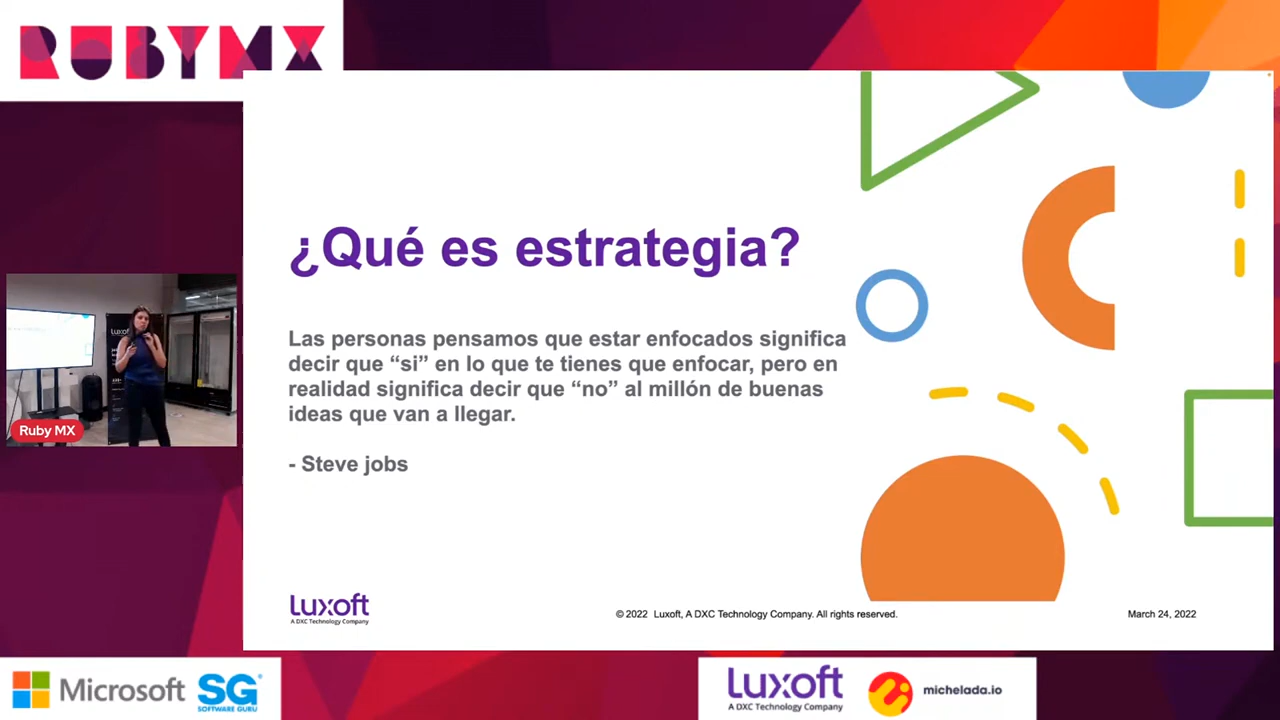 RUBYMX
¿Qué es estrategia?
Las personas pensamos que estar enfocados significa
decir que “si” en lo que te tienes que enfocar, pero en
realidad significa decir que “no” al millón de buenas
ideas que van a llegar.
- Steve jobs
Luxoft
Ruby MX
Luxoft
A DXC Technology Company
© 2022 Luxoft, A DXC Technology Company. All rights reserved.
March 24, 2022
Microsoft
SG
SOFTWARE GURU
Luxoft
A DXC Technology Company
michelada.io